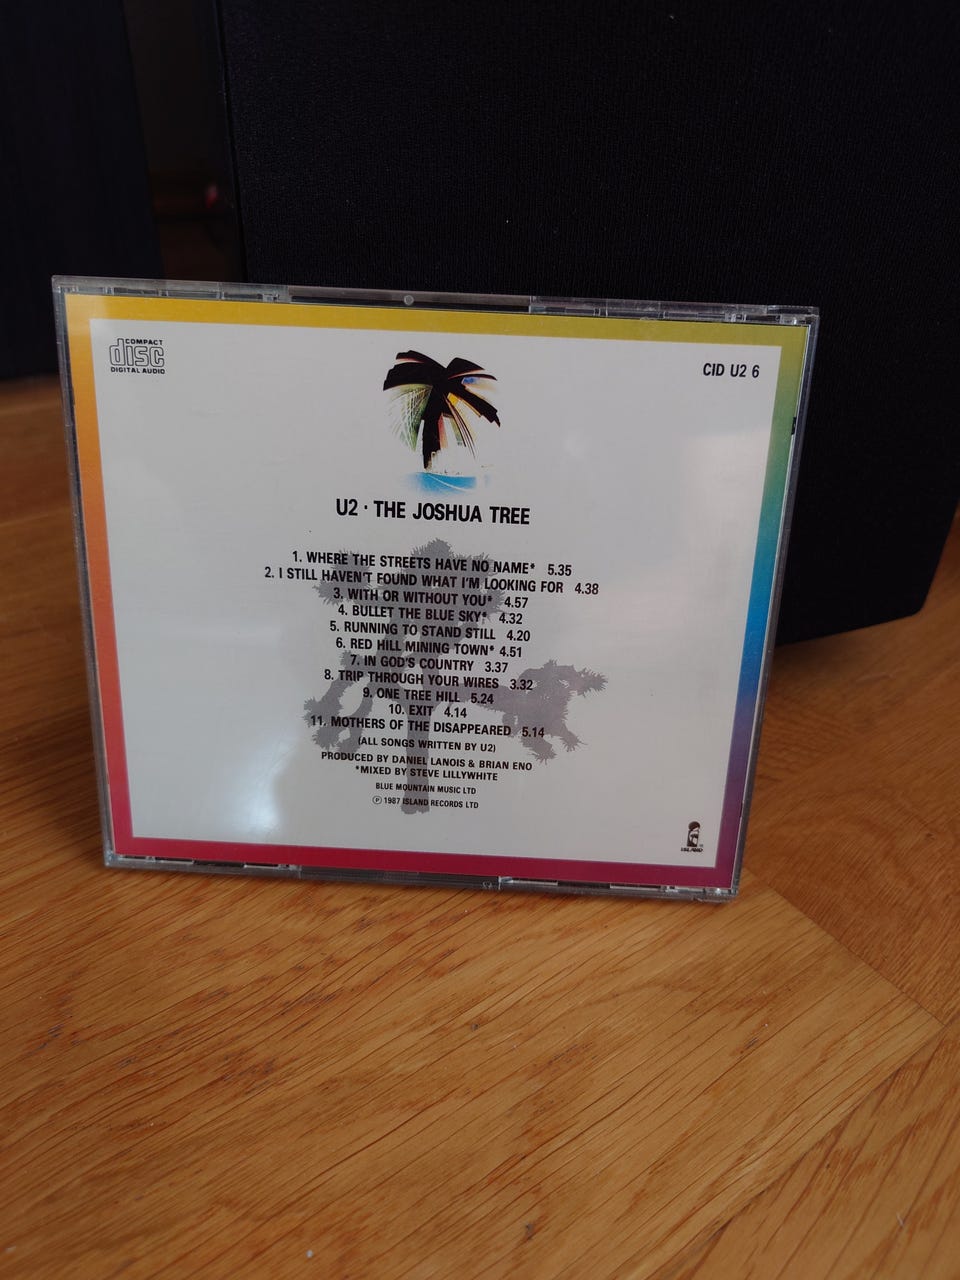 COMPACT
disc
DIGITAL AUDIO
CID U2 6
U2 · THE JOSHUA TREE
1. WHERE THE STREETS HAVE NO NAME* 5.35
2. I STILL HAVEN'T FOUND WHAT I'M LOOKING FOR 4.38
3. WITH OR WITHOUT YOU* 4.57
4. BULLET THE BLUE SKY* 4.32
5. RUNNING TO STAND STILL 4.20
6. RED HILL MINING TOWN* 4.51
7. IN GOD'S COUNTRY 3.37
8. TRIP THROUGH YOUR WIRES 3.32
9. ONE TREE HILL 5.24
10. EXIT 4.14
11. MOTHERS OF THE DISAPPEARED 5.14
(ALL SONGS WRITTEN BY U2)
PRODUCED BY DANIEL LANOIS & BRIAN ENO
*MIXED BY STEVE LILLYWHITE
BLUE MOUNTAIN MUSIC LTD
Ⓟ 1987 ISLAND RECORDS LTD
ISLAND